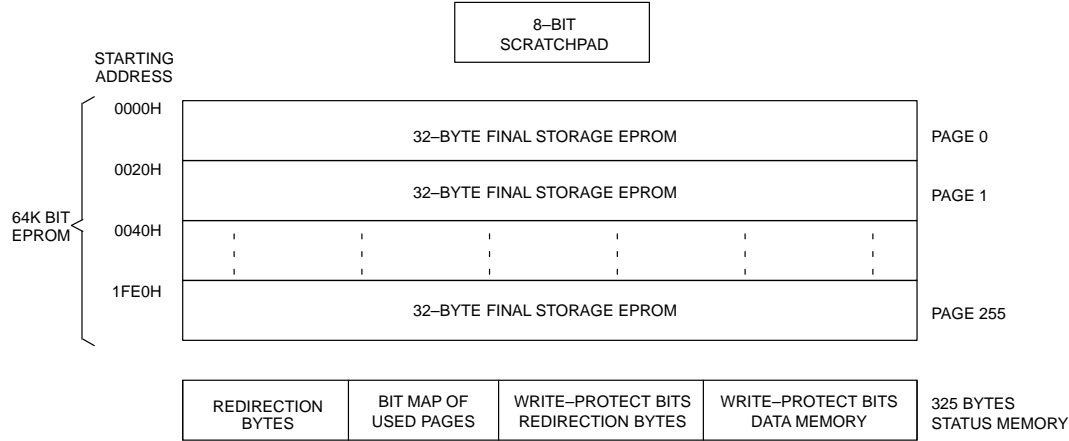 8–BIT
SCRATCHPAD
STARTING
ADDRESS
0000H
32–BYTE FINAL STORAGE EPROM
PAGE 0
0020H
32–BYTE FINAL STORAGE EPROM
PAGE 1
64K BIT
EPROM
0040H
1FE0H
32–BYTE FINAL STORAGE EPROM
PAGE 255
REDIRECTION
BYTES
BIT MAP OF
USED PAGES
WRITE–PROTECT BITS
REDIRECTION BYTES
WRITE–PROTECT BITS
DATA MEMORY
325 BYTES
STATUS MEMORY